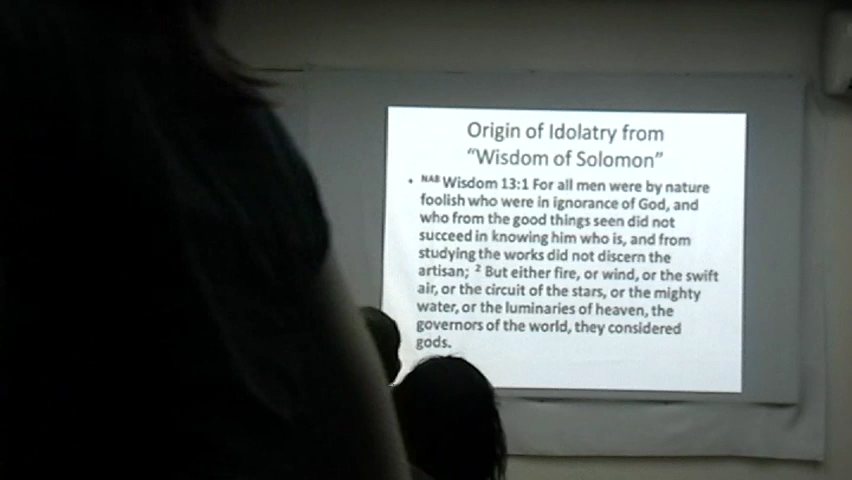 Origin of Idolatry from
“Wisdom of Solomon”
• NAB Wisdom 13:1 For all men were by nature
foolish who were in ignorance of God, and
who from the good things seen did not
succeed in knowing him who is, and from
studying the works did not discern the
artisan; 2 But either fire, or wind, or the swift
air, or the circuit of the stars, or the mighty
water, or the luminaries of heaven, the
governors of the world, they considered
gods.